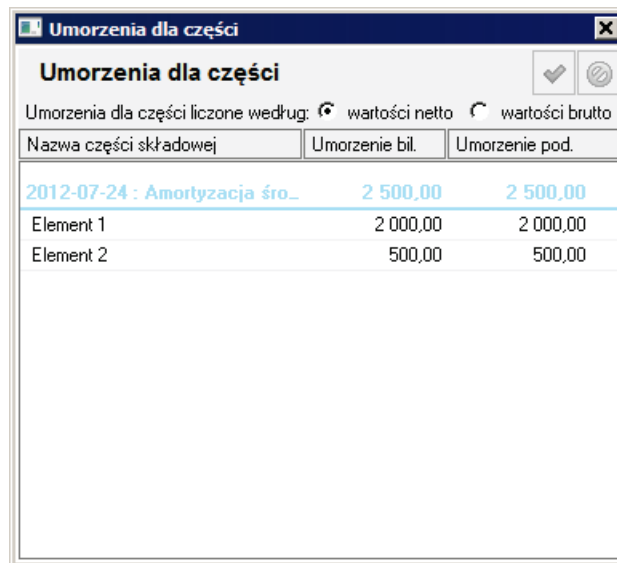 Umorzenia dla części
Umorzenia dla części
Umorzenia dla części liczone według: wartości netto wartości brutto
Nazwa części składowej Umorzenie bil. Umorzenie pod.
2012-07-24 : Amortyzacja śro... 2 500,00 2 500,00
Element 1 2 000,00 2 000,00
Element 2 500,00 500,00